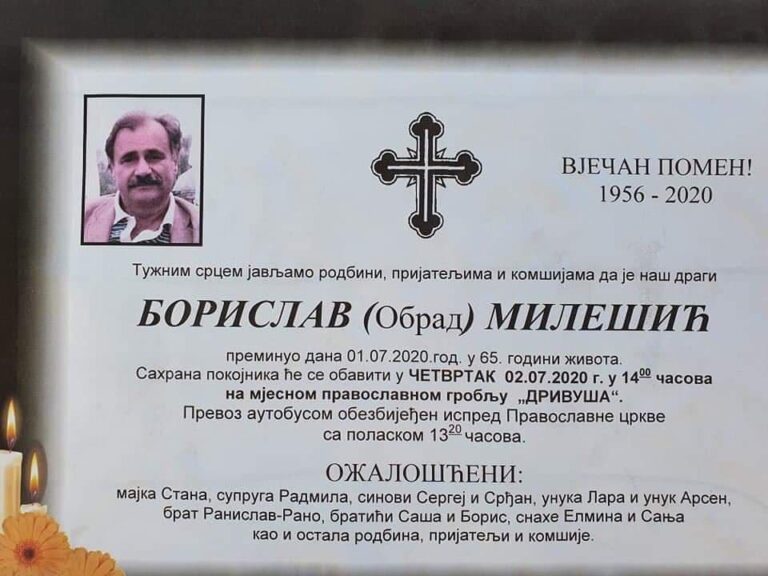 ВЈЕЧАН ПОМЕН!
1956 - 2020
Тужним срцем јављамо родбини, пријатељима и комшијама да је наш драги
БОРИСЛАВ (Обрад) МИЛЕШИЋ
преминуо дана 01.07.2020.год. у 65. години живота.
Сахрана покојника ће се обавити у ЧЕТВРТАК 02.07.2020 г. у 14⁰⁰ часова
на мјесном православном гробљу „ДРИВУША“.
Превоз аутобусом обезбијеђен испред Православне цркве
са поласком 13²⁰ часова.
ОЖАЛОШЋЕНИ:
мајка Стана, супруга Радмила, синови Сергеј и Срђан, унука Лара и унук Арсен,
брат Ранислав-Рано, братићи Саша и Борис, снахе Елмина и Сања
као и остала родбина, пријатељи и комшије.